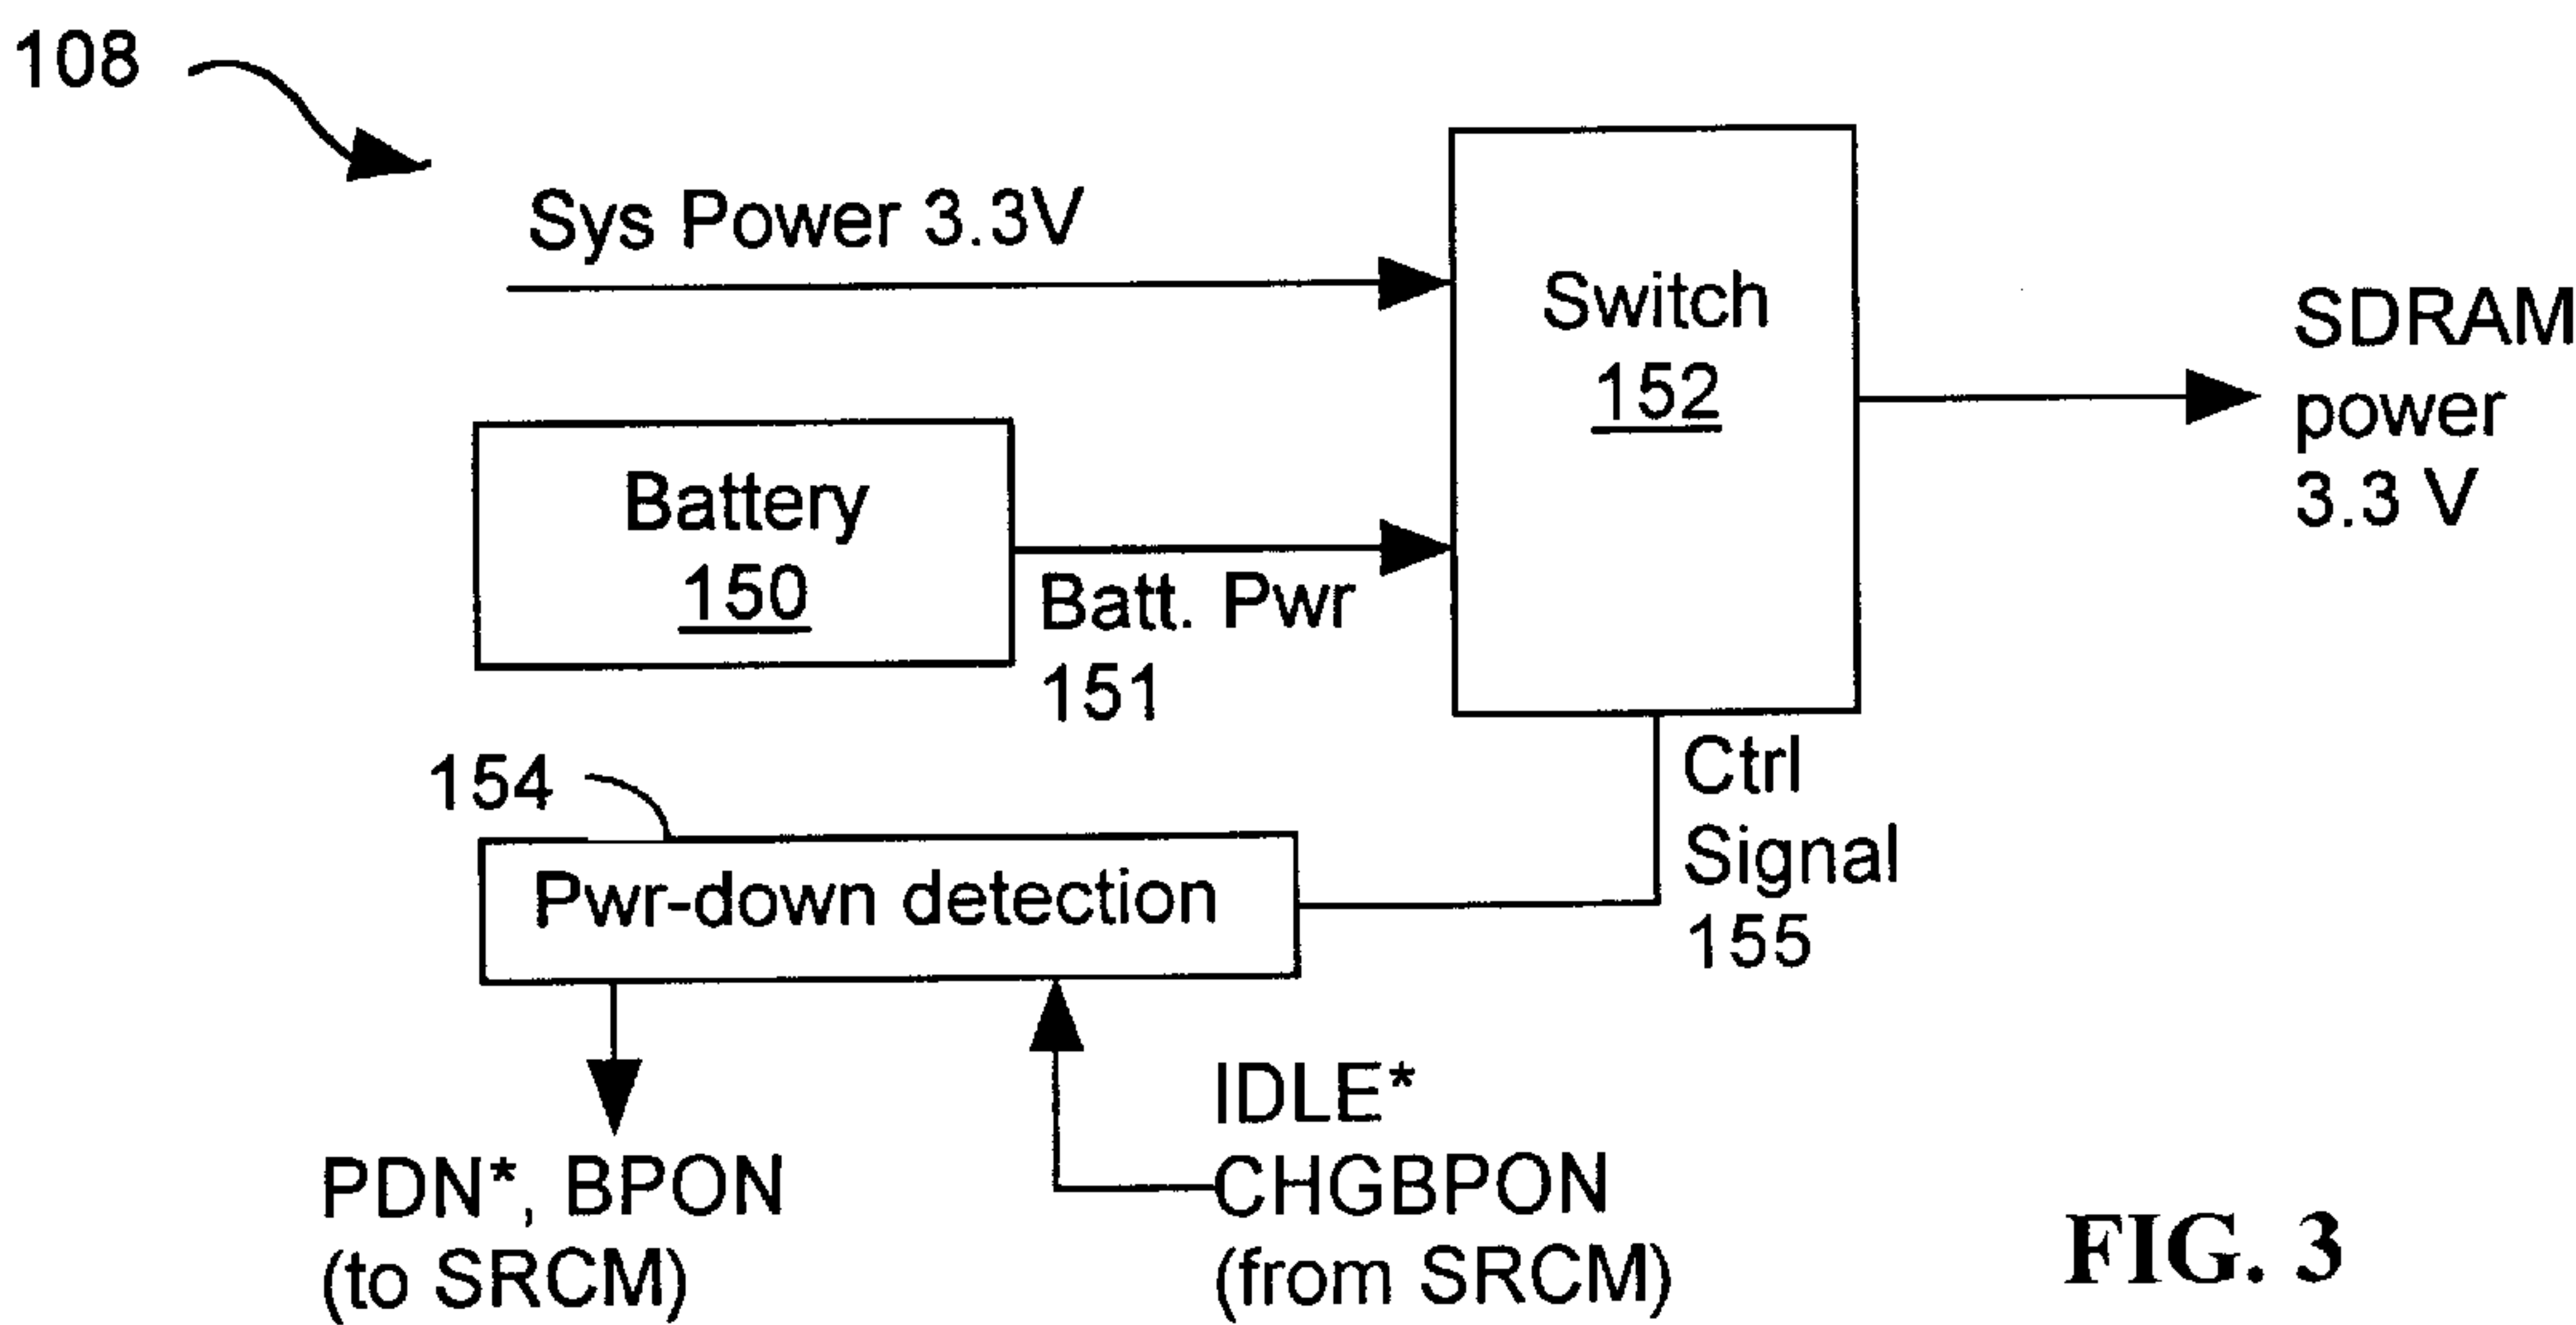 108
Sys Power 3.3V
Switch
152
SDRAM
power
3.3 V
Battery
150
Batt. Pwr
151
154
Pwr-down detection
Ctrl
Signal
155
PDN*, BPON
(to SRCM)
IDLE*
CHGBPON
(from SRCM)
FIG. 3